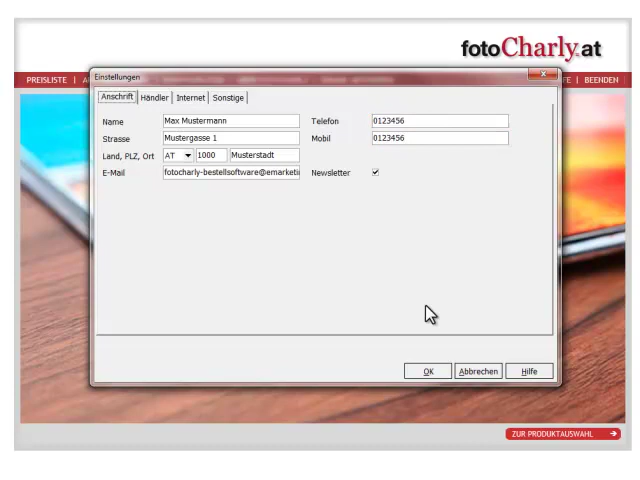 fotoCharly.at
PREISLISTE | FE | BEENDEN
Einstellungen
Anschrift Händler Internet Sonstige
Name Max Mustermann Telefon 0123456
Strasse Mustergasse 1 Mobil 0123456
Land, PLZ, Ort AT 1000 Musterstadt
E-Mail fotocharly-bestellsoftware@emarketi Newsletter
OK Abbrechen Hilfe
ZUR PRODUKTAUSWAHL